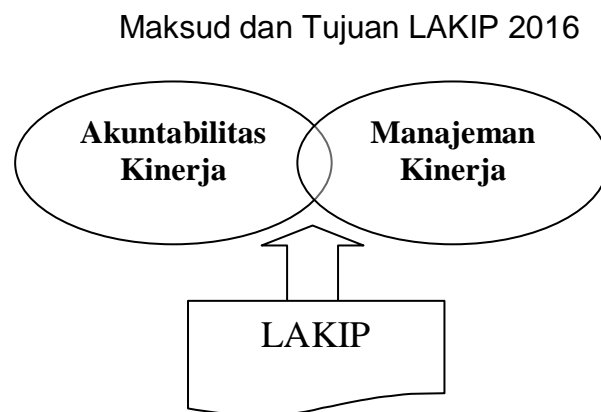 Maksud dan Tujuan LAKIP 2016
Akuntabilitas
Kinerja
Manajeman
Kinerja
LAKIP